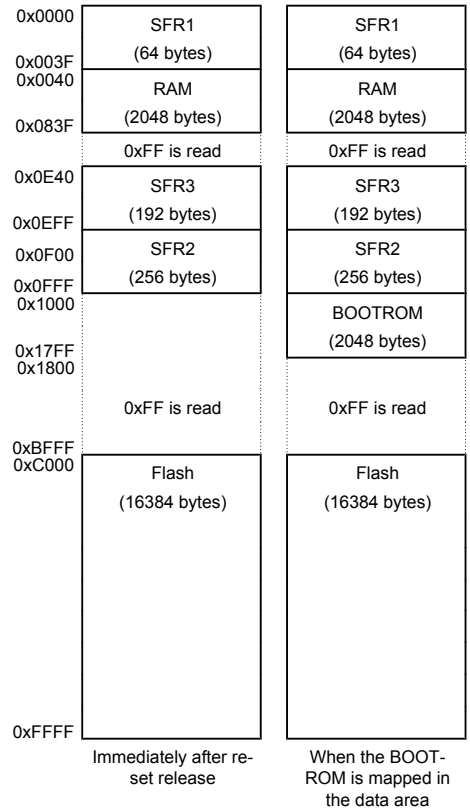 0x0000
SFR1
(64 bytes)
SFR1
(64 bytes)
0x003F
0x0040
RAM
(2048 bytes)
RAM
(2048 bytes)
0x083F
0xFF is read
0xFF is read
0x0E40
SFR3
(192 bytes)
SFR3
(192 bytes)
0x0EFF
0x0F00
SFR2
(256 bytes)
SFR2
(256 bytes)
0x0FFF
0x1000
BOOTROM
(2048 bytes)
0x17FF
0x1800
0xFF is read
0xFF is read
0xBFFF
0xC000
Flash
(16384 bytes)
Flash
(16384 bytes)
0xFFFF
Immediately after re-
set release
When the BOOT-
ROM is mapped in
the data area